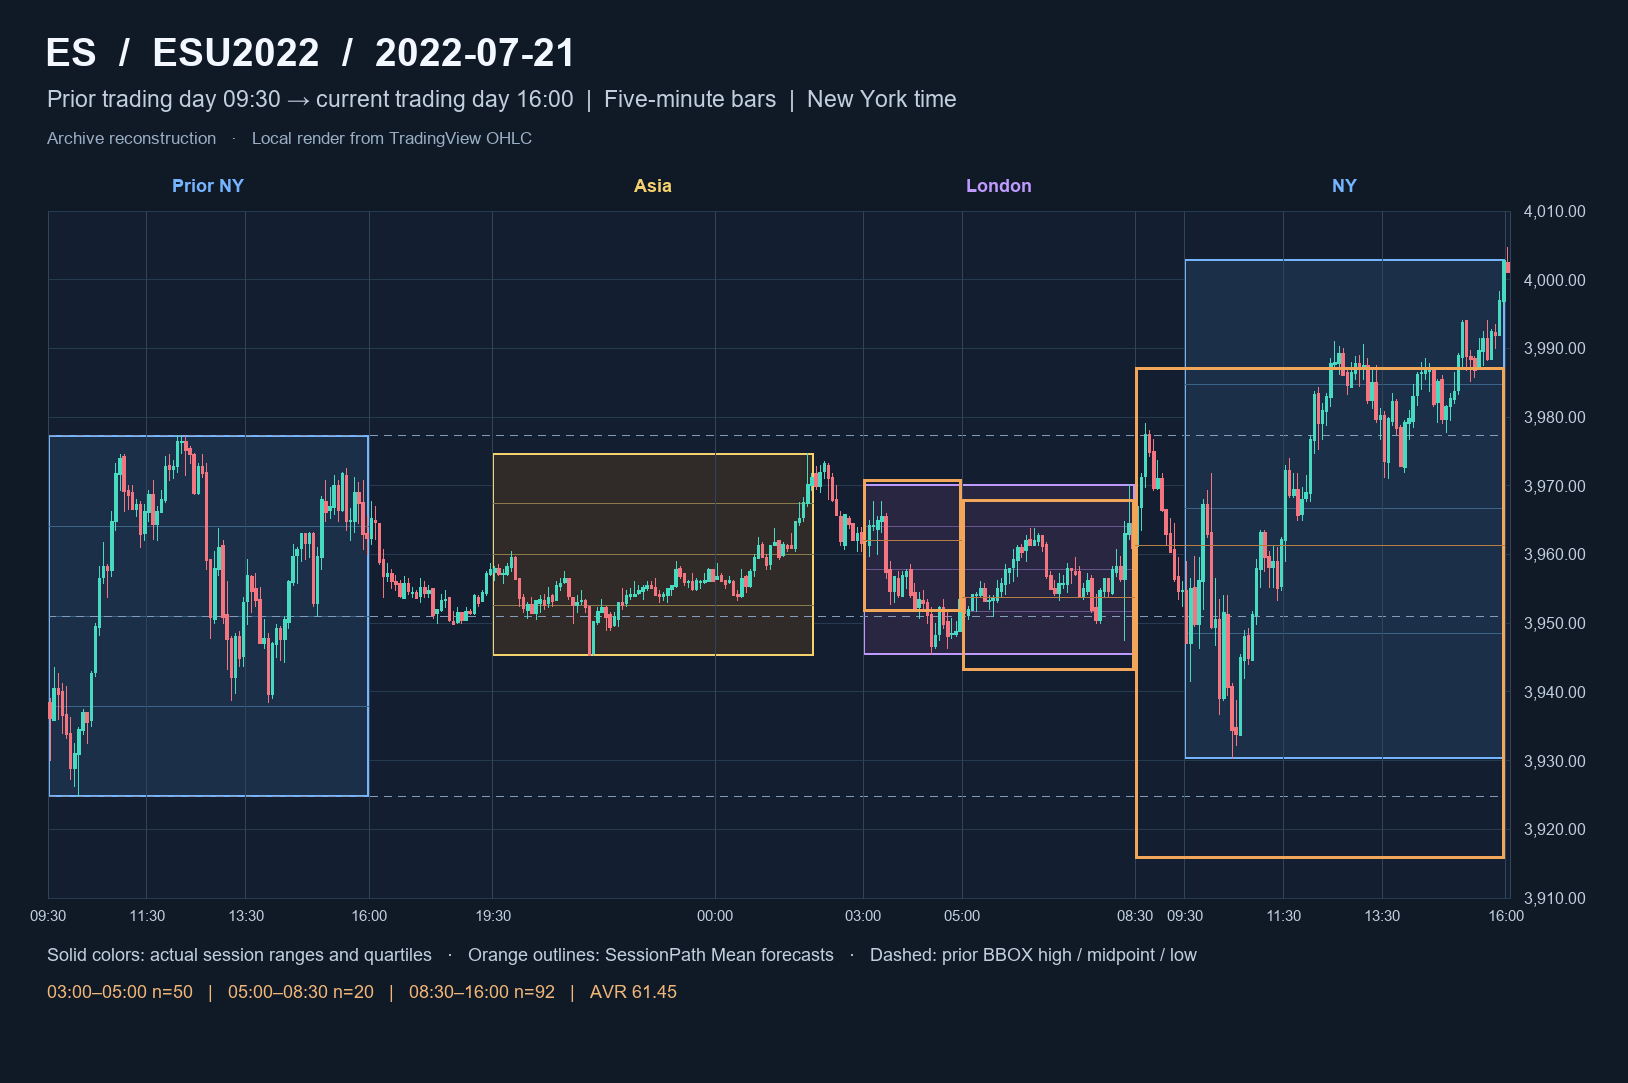 ES / ESU2022 / 2022-07-21
Prior trading day 09:30 → current trading day 16:00 | Five-minute bars | New York time
Archive reconstruction · Local render from TradingView OHLC
Prior NY Asia London NY
4,010.00
4,000.00
3,990.00
3,980.00
3,970.00
3,960.00
3,950.00
3,940.00
3,930.00
3,920.00
3,910.00
09:30 11:30 13:30 16:00 19:30 00:00 03:00 05:00 08:30 09:30 11:30 13:30 16:00
Solid colors: actual session ranges and quartiles · Orange outlines: SessionPath Mean forecasts · Dashed: prior BBOX high / midpoint / low
03:00–05:00 n=50 | 05:00–08:30 n=20 | 08:30–16:00 n=92 | AVR 61.45